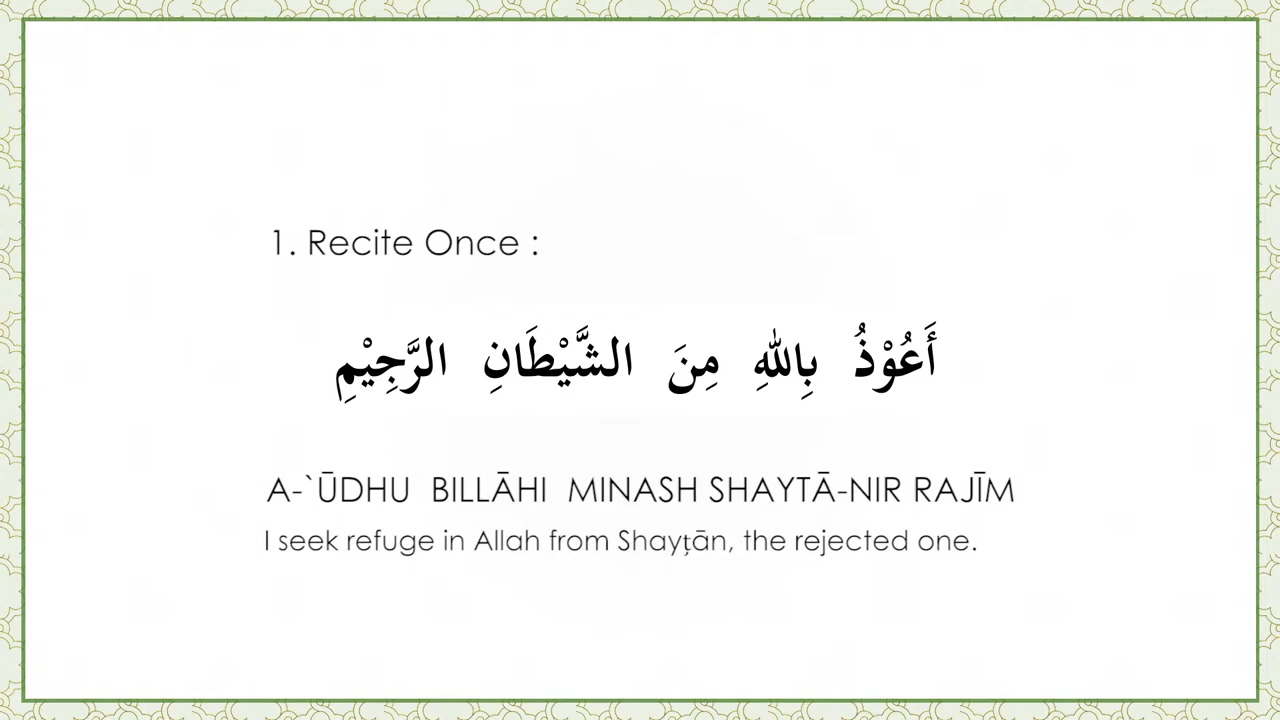 1. Recite Once :
أَعُوْذُ بِاللهِ مِنَ الشَّيْطَانِ الرَّجِيْمِ
A-`ŪDHU BILLĀHI MINASH SHAYTĀ-NIR RAJĪM
I seek refuge in Allah from Shayţān, the rejected one.